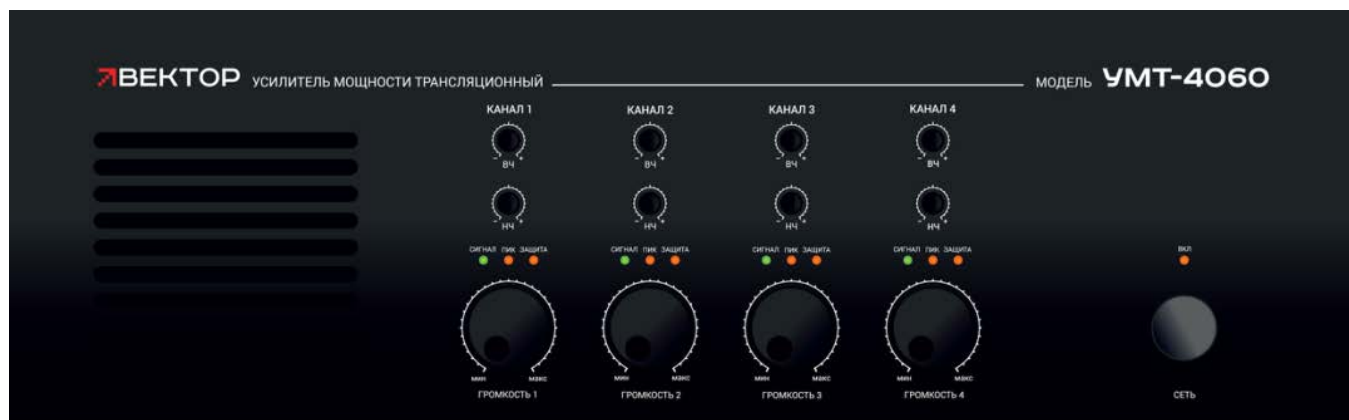 ВЕКТОР УСИЛИТЕЛЬ МОЩНОСТИ ТРАНСЛЯЦИОННЫЙ МОДЕЛЬ УМТ-4060
КАНАЛ 1 КАНАЛ 2 КАНАЛ 3 КАНАЛ 4
- ВЧ + - ВЧ + - ВЧ + - ВЧ +
- НЧ + - НЧ + - НЧ + - НЧ +
СИГНАЛ ПИК ЗАЩИТА СИГНАЛ ПИК ЗАЩИТА СИГНАЛ ПИК ЗАЩИТА СИГНАЛ ПИК ЗАЩИТА ВКЛ
МИН МАКС МИН МАКС МИН МАКС МИН МАКС
ГРОМКОСТЬ 1 ГРОМКОСТЬ 2 ГРОМКОСТЬ 3 ГРОМКОСТЬ 4 СЕТЬ